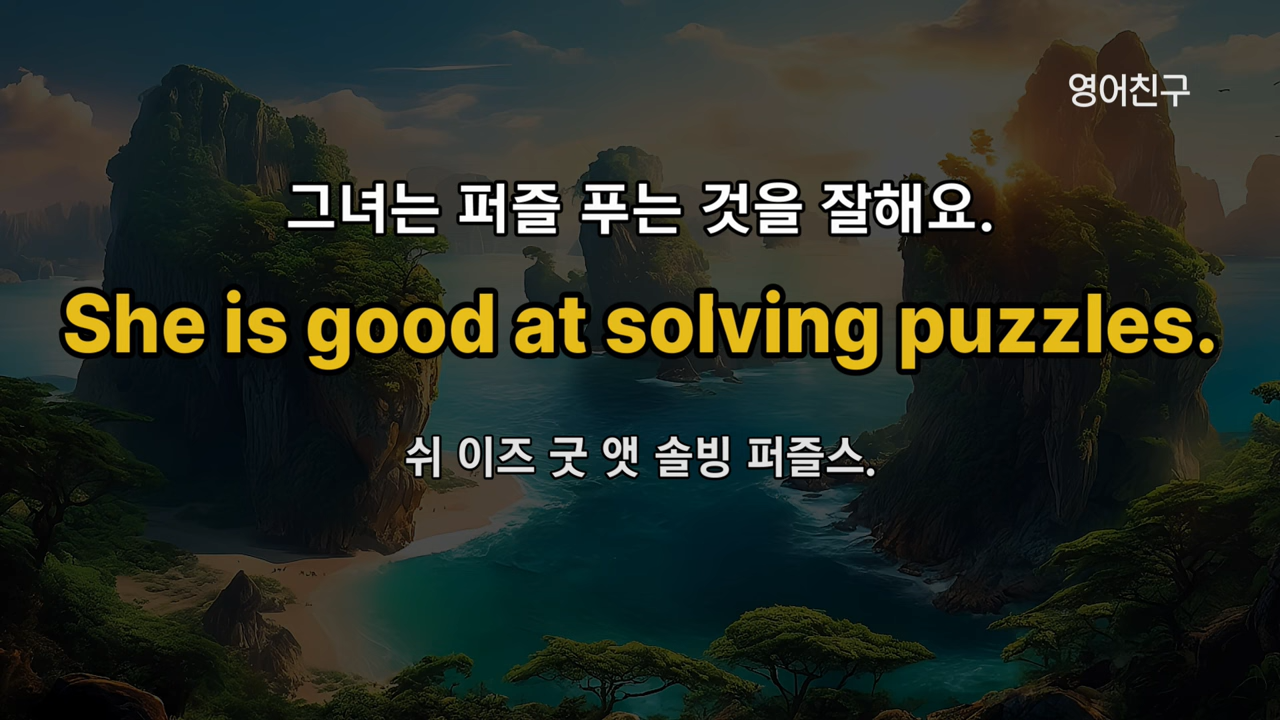 영어친구
그녀는 퍼즐 푸는 것을 잘해요.
She is good at solving puzzles.
쉬 이즈 굿 앳 솔빙 퍼즐스.